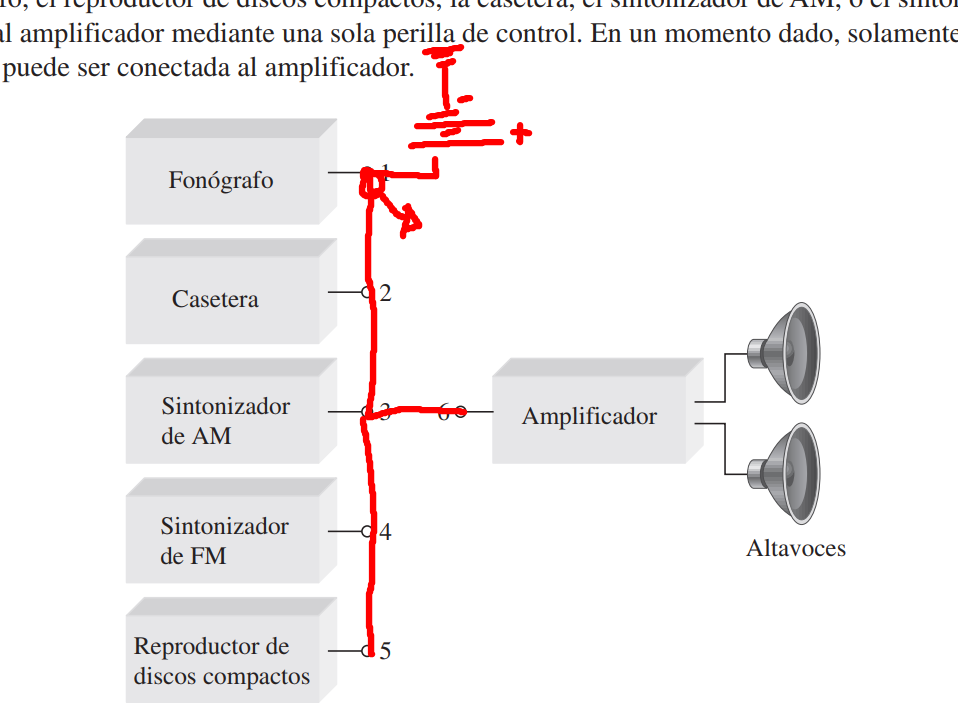 al amplificador mediante una sola perilla de control. En un momento dado, solamente
puede ser conectada al amplificador.
-
+
Fonógrafo
1
Casetera
2
Sintonizador
de AM
3
6
Amplificador
Sintonizador
de FM
4
Altavoces
Reproductor de
discos compactos
5